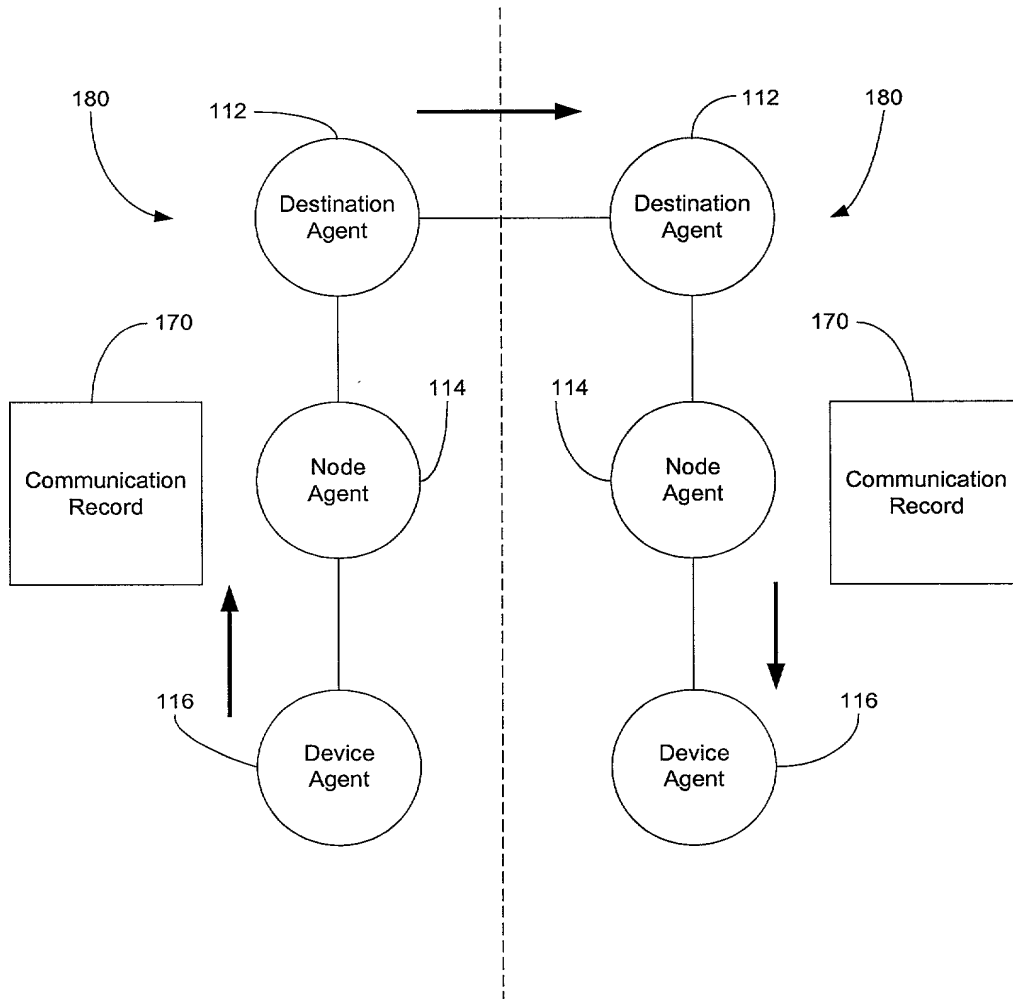 180
112
112
180
Destination
Agent
Destination
Agent
170
170
114
114
Communication
Record
Node
Agent
Node
Agent
Communication
Record
116
116
Device
Agent
Device
Agent